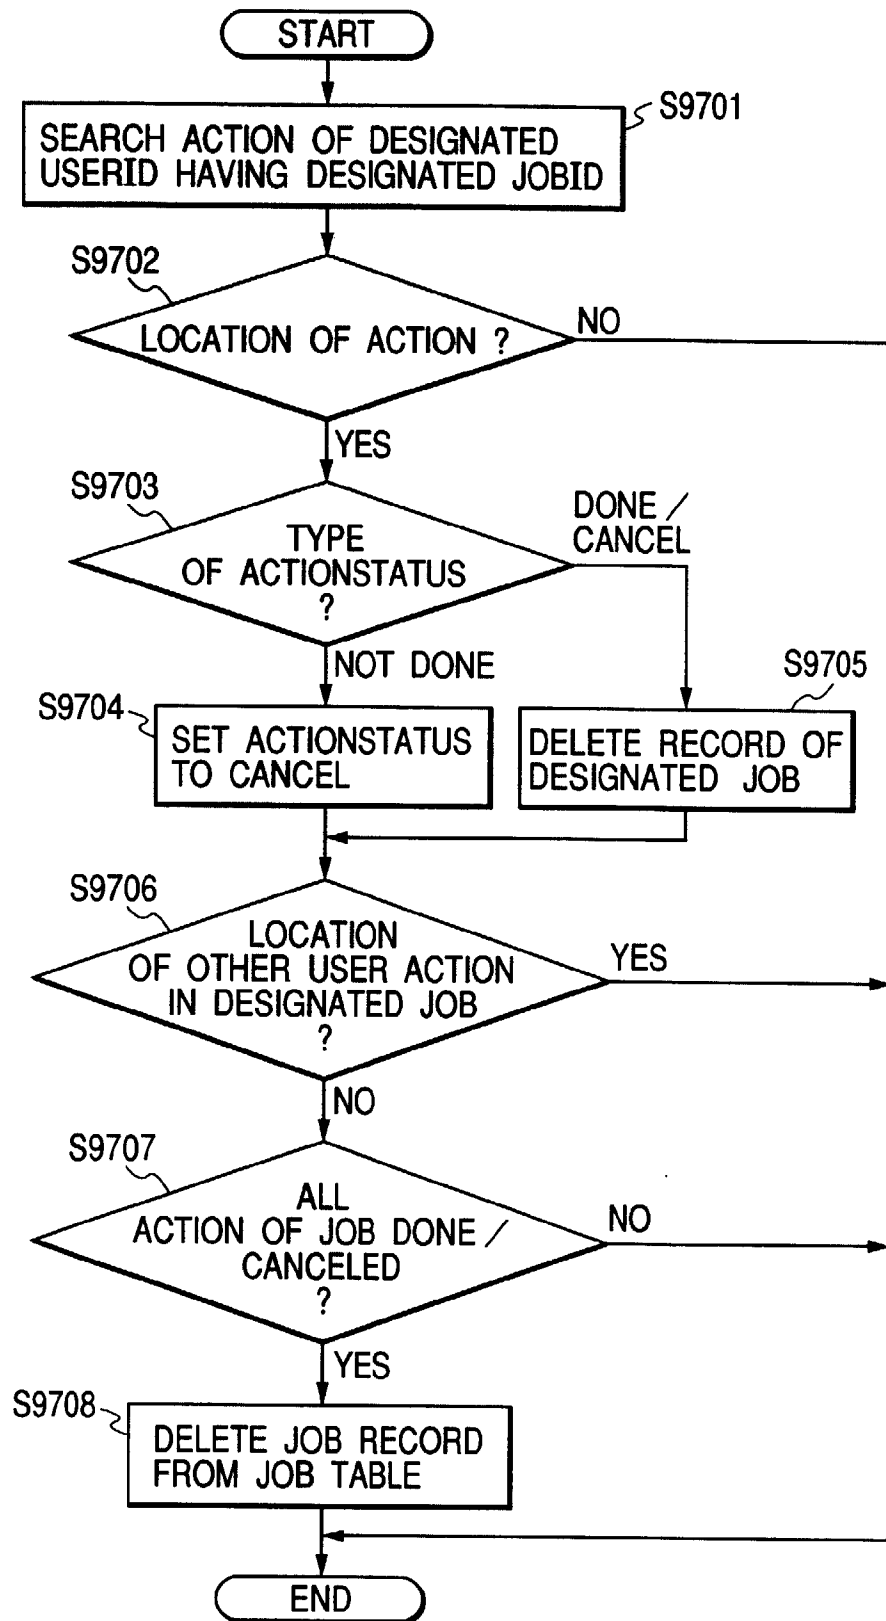 START
S9701
SEARCH ACTION OF DESIGNATED
USERID HAVING DESIGNATED JOBID
S9702
LOCATION OF ACTION ?
NO
YES
S9703
TYPE
OF ACTIONSTATUS
?
DONE /
CANCEL
NOT DONE
S9704
SET ACTIONSTATUS
TO CANCEL
S9705
DELETE RECORD OF
DESIGNATED JOB
S9706
LOCATION
OF OTHER USER ACTION
IN DESIGNATED JOB
?
YES
NO
S9707
ALL
ACTION OF JOB DONE /
CANCELED
?
NO
YES
S9708
DELETE JOB RECORD
FROM JOB TABLE
END